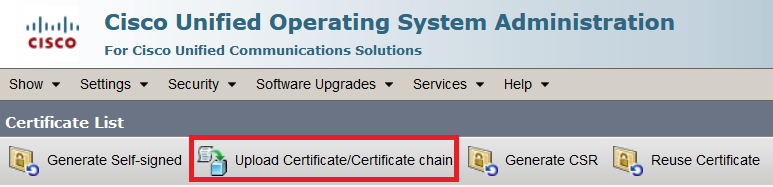 CISCO
Cisco Unified Operating System Administration
For Cisco Unified Communications Solutions
Show Settings Security Software Upgrades Services Help
Certificate List
Generate Self-signed Upload Certificate/Certificate chain Generate CSR Reuse Certificate